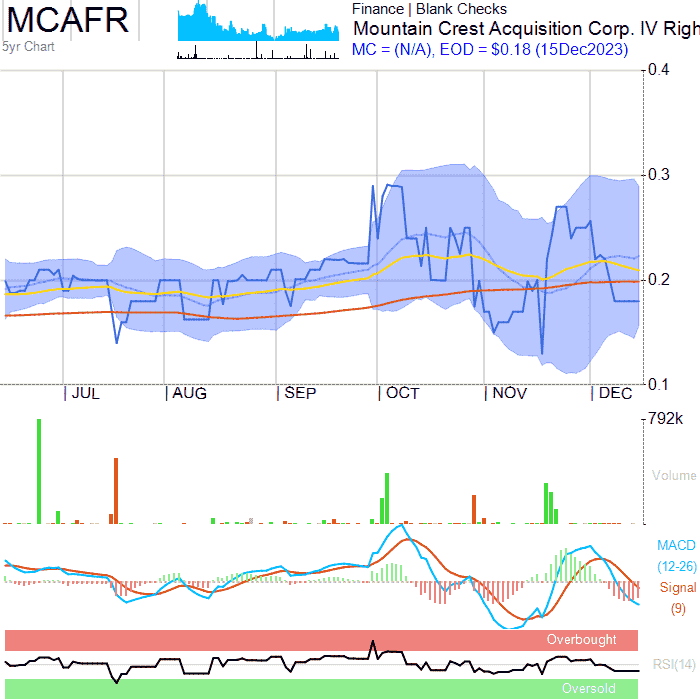 MCAFR
5yr Chart
Finance | Blank Checks
Mountain Crest Acquisition Corp. IV Righ
MC = (N/A), EOD = $0.18 (15Dec2023)
0.4
0.3
0.2
0.1
JUL AUG SEP OCT NOV DEC
792k
Volume
MACD
(12-26)
Signal
(9)
Overbought
RSI(14)
Oversold